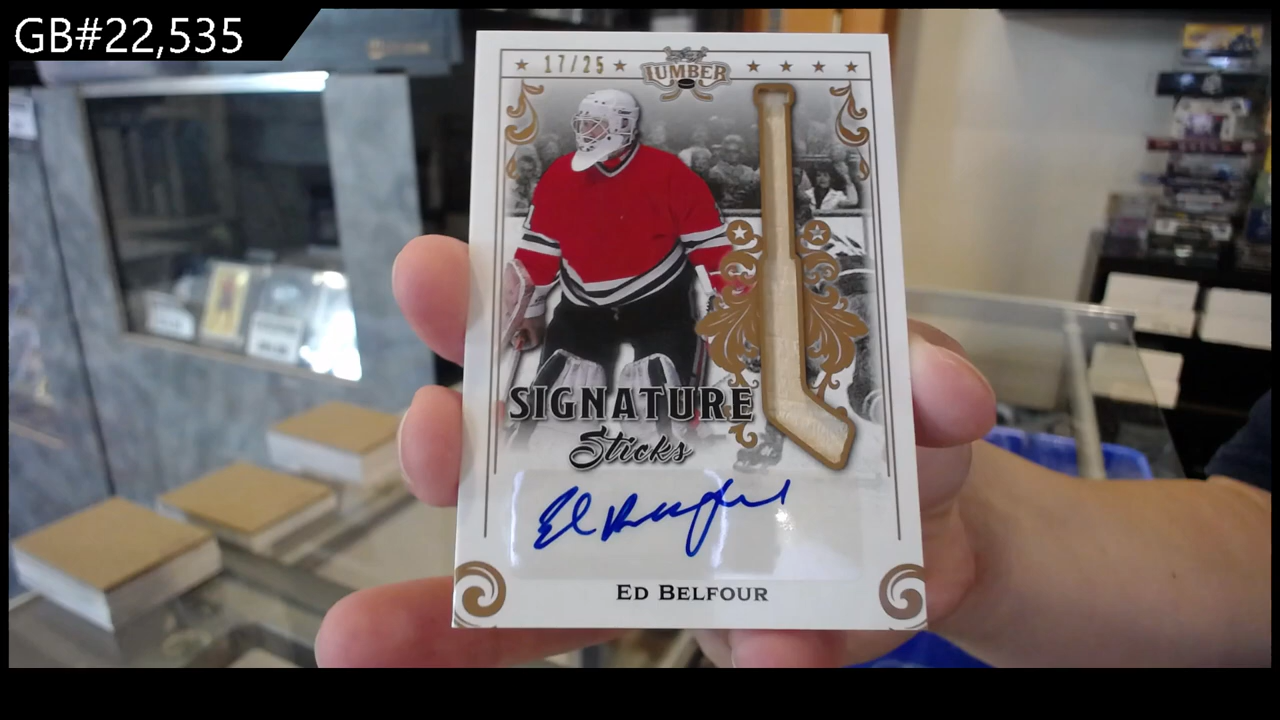 GB#22,535
17/25
LUMBER
SIGNATURE
Sticks
Ed Belfour
ED BELFOUR